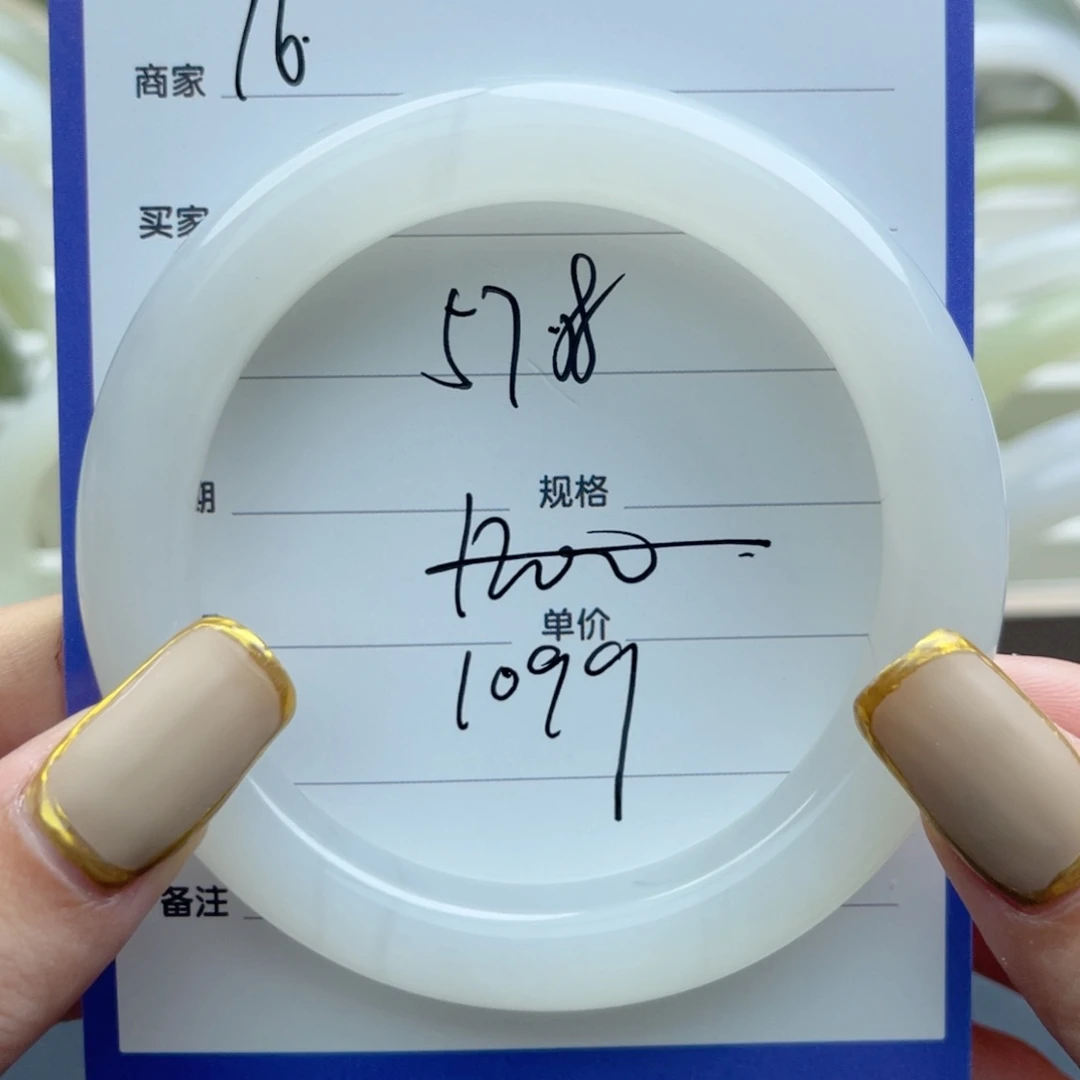 商家 16.
买家
57.8
期 规格
1200
单价
1099
备注